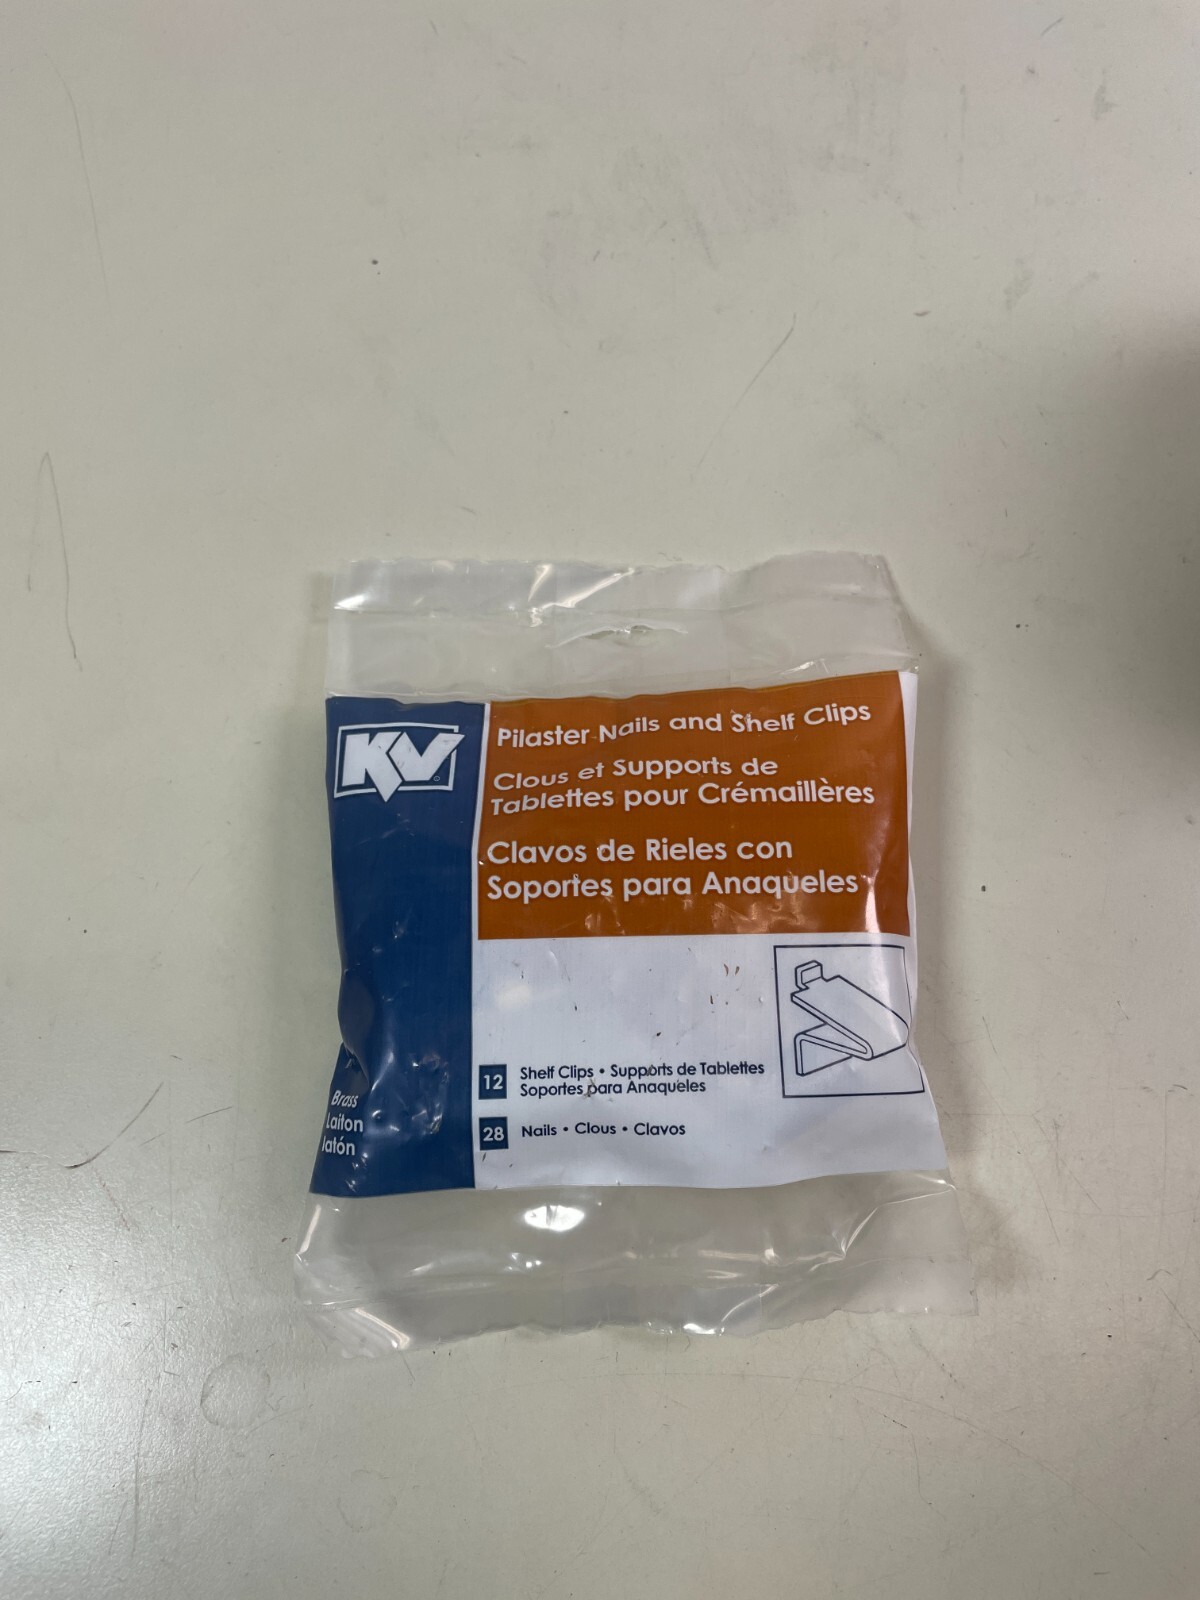 KV
Pilaster Nails and Shelf Clips
Clous et Supports de
Tablettes pour Crémaillères
Clavos de Rieles con
Soportes para Anaqueles
12 Shelf Clips • Supports de Tablettes
Soportes para Anaqueles
28 Nails • Clous • Clavos
Brass
Laiton
latón